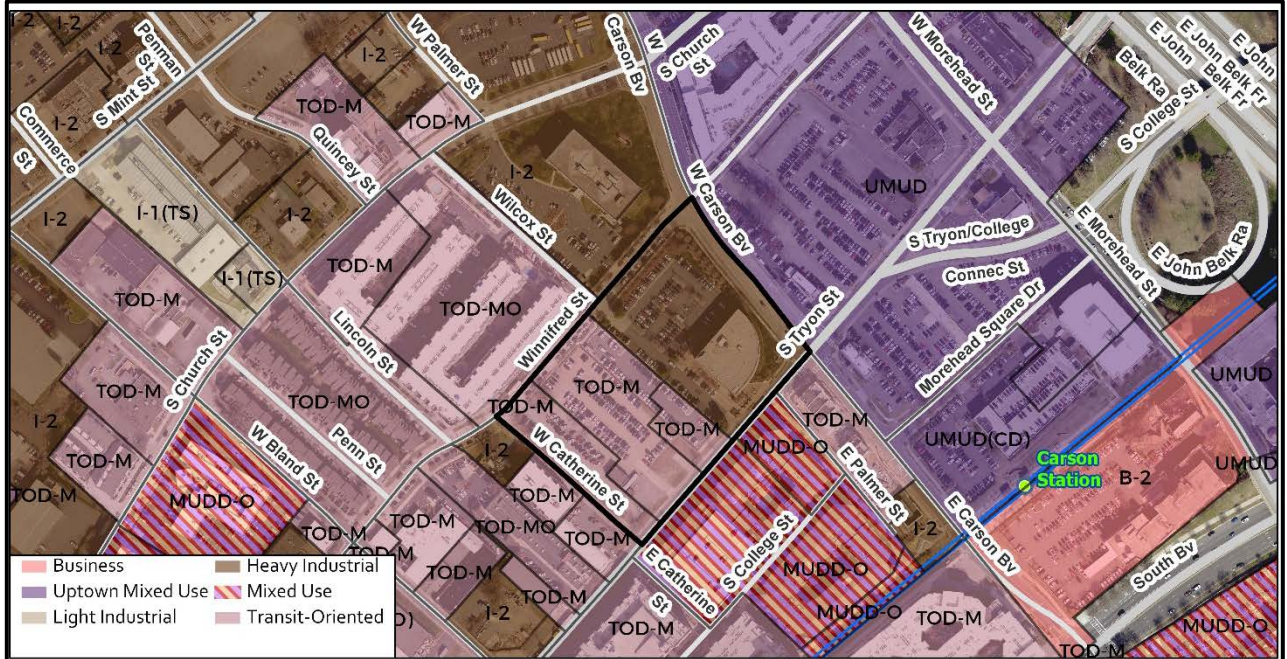 I-2
I-2
Penman
St
S Mint St
W Palmer St
I-2
Carson Bv
W
S Church
St
W Morehead St
Belk Ra
E John
Belk Fr
E John
Belk Fr
E John
S College St
Commerce
St
I-2
TOD-M
TOD-M
Quincey St
UMUD
I-1(TS)
I-2
Wilcox St
W Carson Bv
S Tryon/College
Connec St
E Morehead St
E John Belk Ra
I-2
I-1(TS)
TOD-M
TOD-M
TOD-MO
Winnifred St
S Tryon St
Morehead Square Dr
Lincoln St
S Church St
TOD-MO
TOD-M
TOD-M
TOD-M
TOD-M
UMUD
I-2
TOD-M
W Bland St
Penn St
I-2
W Catherine St
MUDD-O
E Palmer St
UMUD(CD)
Carson
Station
B-2
UMUD
I-2
TOD-M
MUDD-O
TOD-M
TOD-MO
TOD-M
TOD-M
S College St
I-2
E Carson Bv
South Bv
TOD-M
TOD-M
TOD-M
I-2
E Catherine
St
MUDD-O
MUDD-O
TOD-M
TOD-M
TOD-M
MUDD-O
Business
Uptown Mixed Use
Light Industrial
Heavy Industrial
Mixed Use
Transit-Oriented